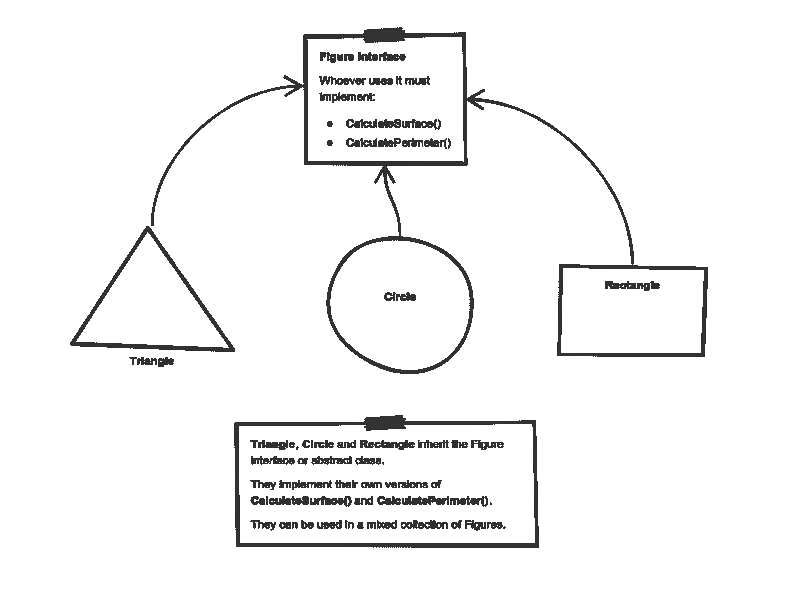 Figure Interface
Whoever uses it must
implement:
● CalculateSurface()
● CalculatePerimeter()
Circle
Rectangle
Triangle
Triangle, Circle and Rectangle inherit the Figure
interface or abstract class.
They implement their own versions of
CalculateSurface() and CalculatePerimeter().
They can be used in a mixed collection of Figures.